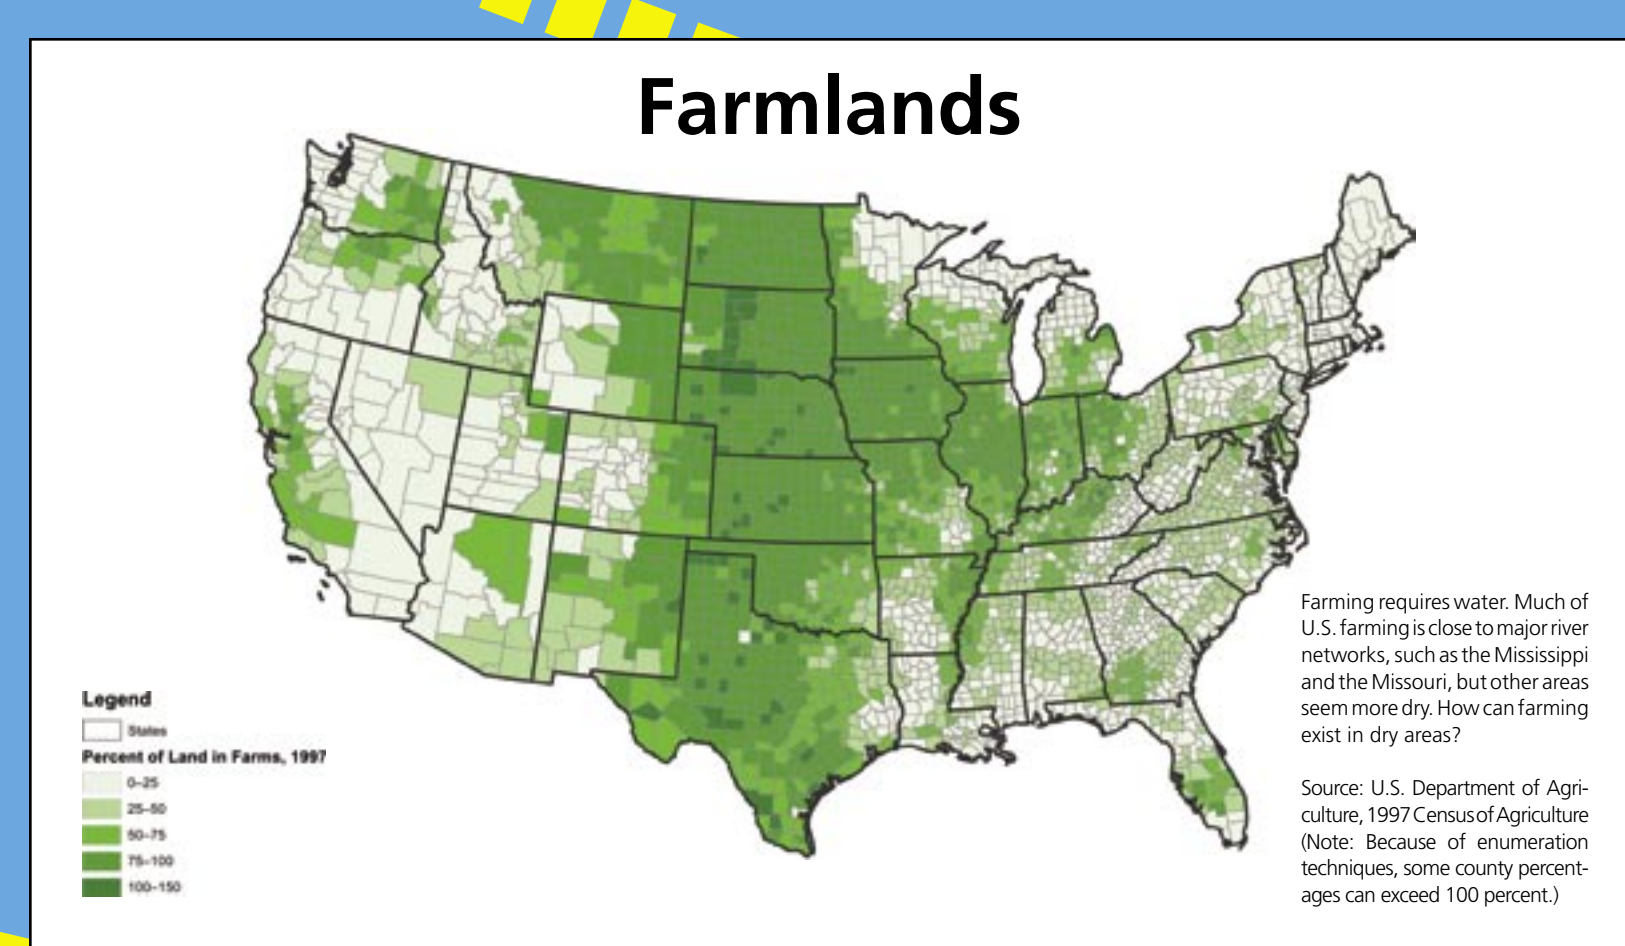 Farmlands
Farming requires water. Much of
U.S. farming is close to major river
networks, such as the Mississippi
and the Missouri, but other areas
seem more dry. How can farming
exist in dry areas?
Source: U.S. Department of Agri-
culture, 1997 Census of Agriculture
(Note: Because of enumeration
techniques, some county percent-
ages can exceed 100 percent.)
Legend
States
Percent of Land in Farms, 1997
0–25
25–50
50–75
75–100
100–150